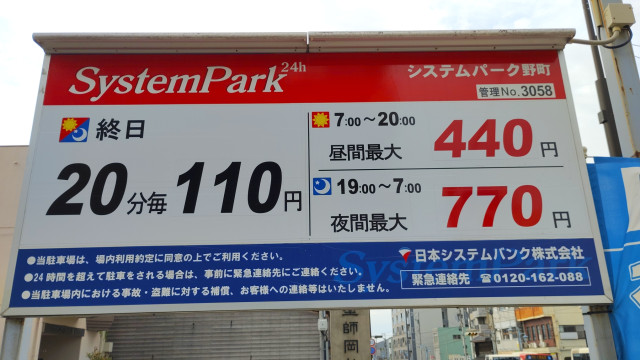 SystemPark 24h
システムパーク野町
管理No.3058
終日
20分毎110円
7:00〜20:00
昼間最大 440円
19:00〜7:00
夜間最大 770円
●当駐車場は、場内利用約定に同意の上でご利用ください。
●24時間を超えて駐車をされる場合は、事前に緊急連絡先にご連絡ください。
●当駐車場内における事故・盗難に対する補償、お客様への連絡等はいたしません。
日本システムバンク株式会社
緊急連絡先 ☎0120-162-088